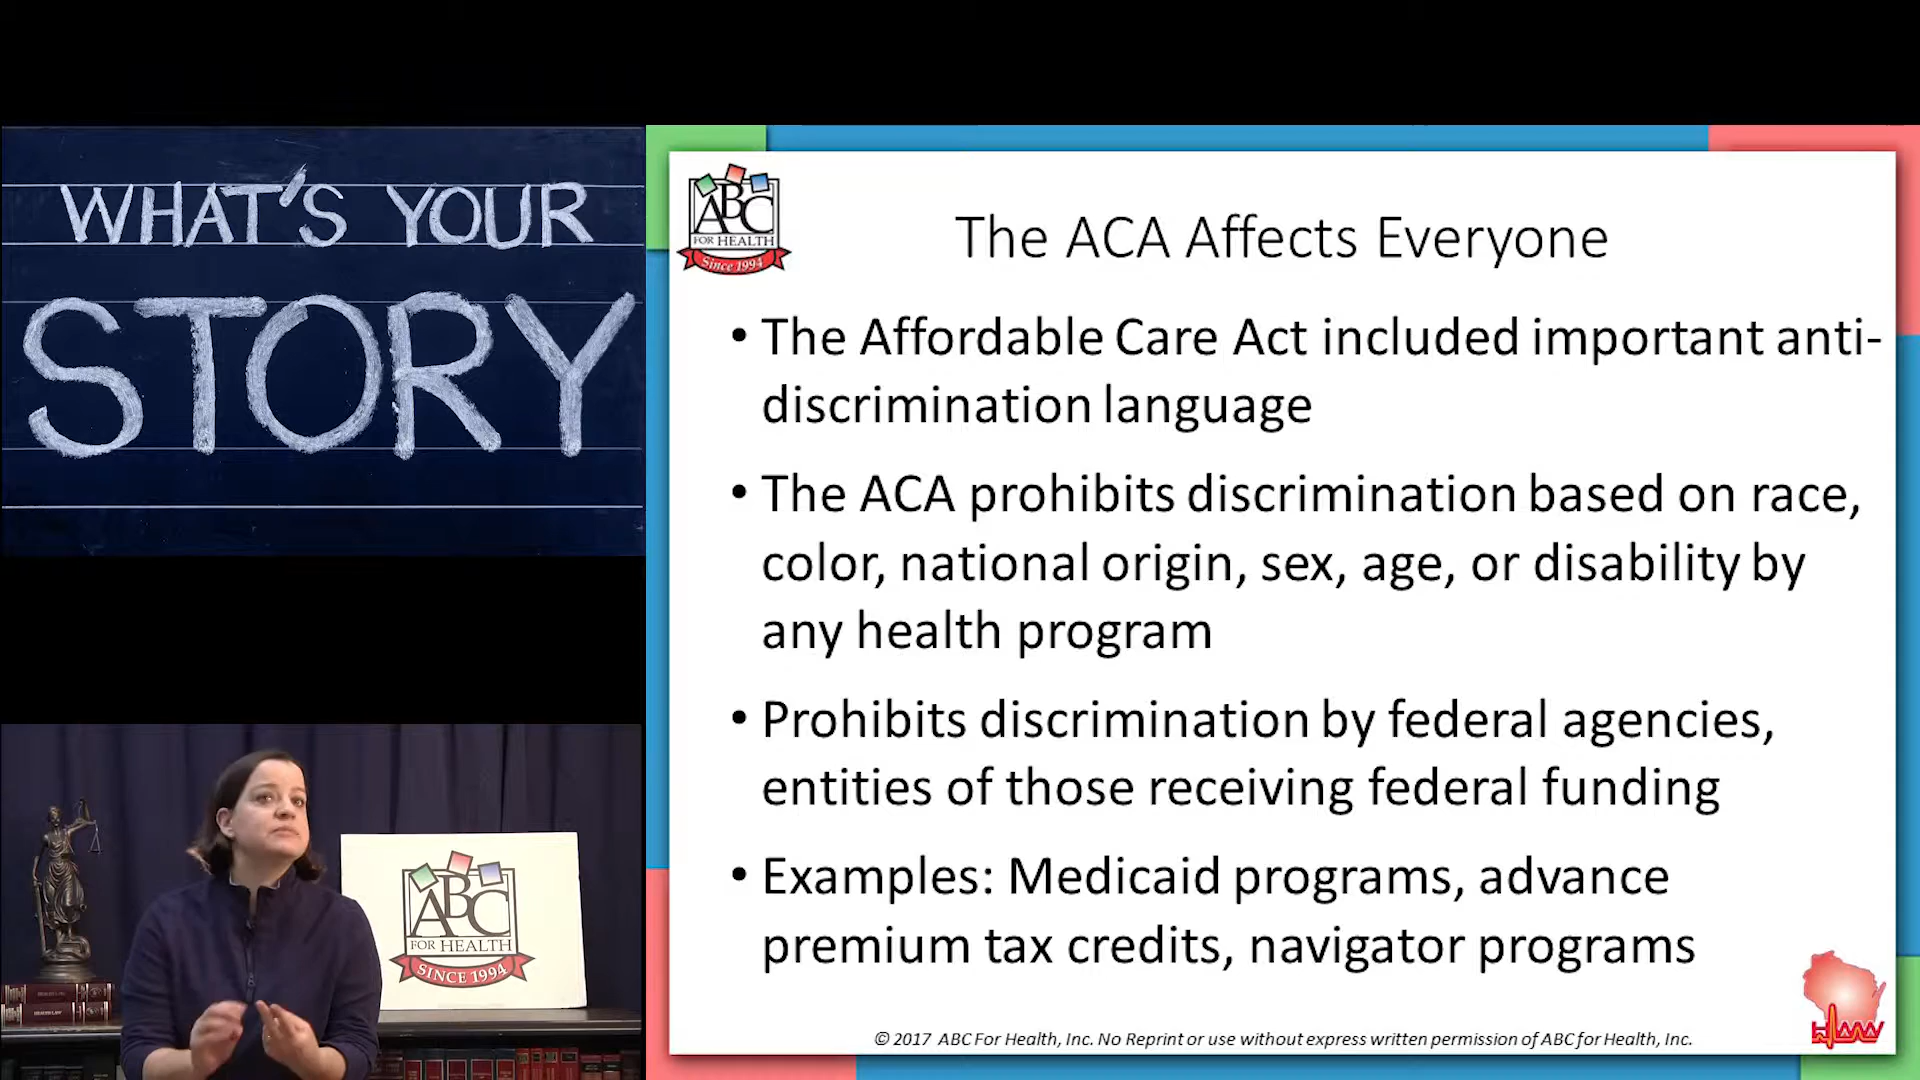 WHAT'S YOUR
STORY
ABC
FOR HEALTH
Since 1994
The ACA Affects Everyone
• The Affordable Care Act included important anti-
discrimination language
• The ACA prohibits discrimination based on race,
color, national origin, sex, age, or disability by
any health program
• Prohibits discrimination by federal agencies,
entities of those receiving federal funding
• Examples: Medicaid programs, advance
premium tax credits, navigator programs
© 2017 ABC For Health, Inc. No Reprint or use without express written permission of ABC for Health, Inc.
ABC
FOR HEALTH
SINCE 1994
HEALTH LAW